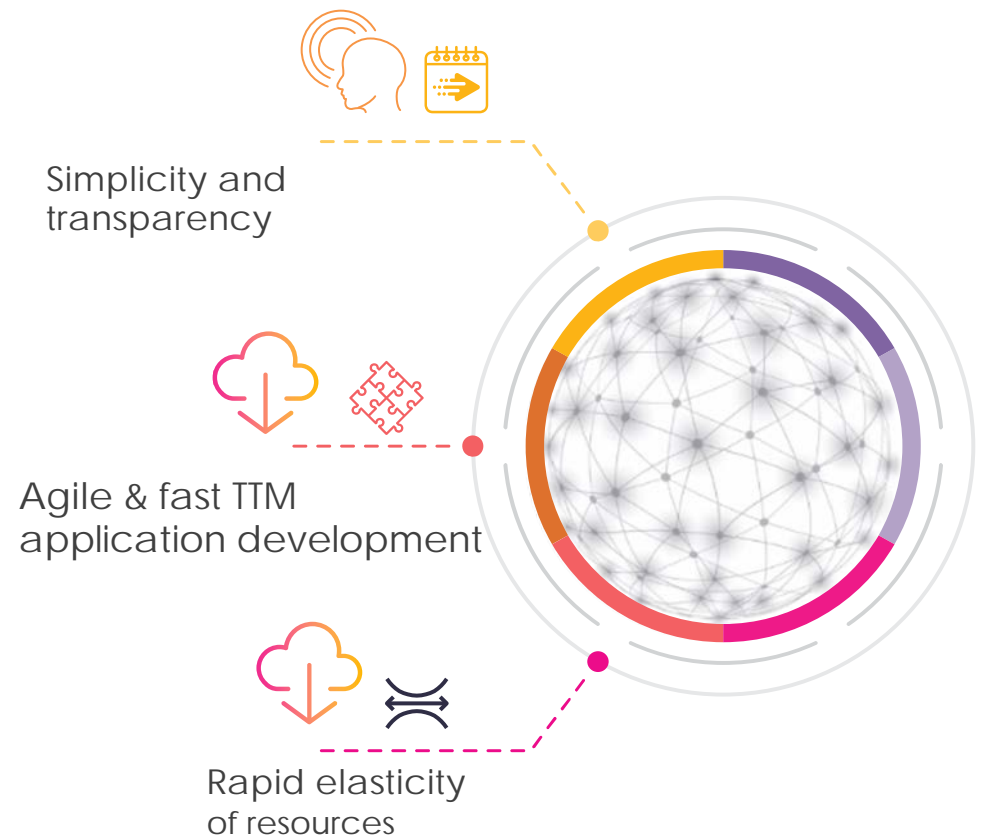 Simplicity and
transparency
Agile & fast TTM
application development
Rapid elasticity
of resources